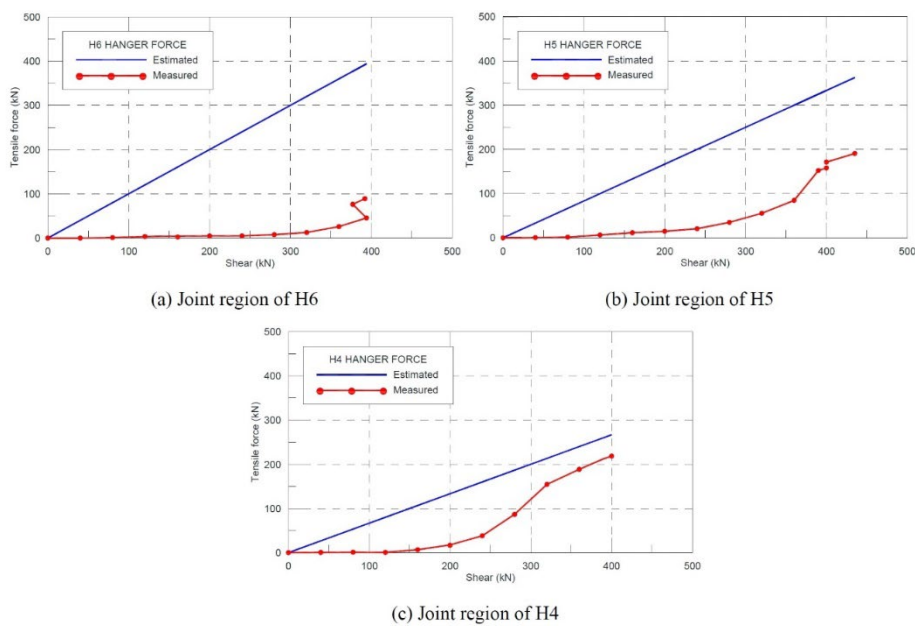 500
400
300
200
100
0
Tensile force (kN)
H6 HANGER FORCE
Estimated
Measured
0 100 200 300 400 500
Shear (kN)
(a) Joint region of H6
500
400
300
200
100
0
Tensile force (kN)
H5 HANGER FORCE
Estimated
Measured
0 100 200 300 400 500
Shear (kN)
(b) Joint region of H5
500
400
300
200
100
0
Tensile force (kN)
H4 HANGER FORCE
Estimated
Measured
0 100 200 300 400 500
Shear (kN)
(c) Joint region of H4